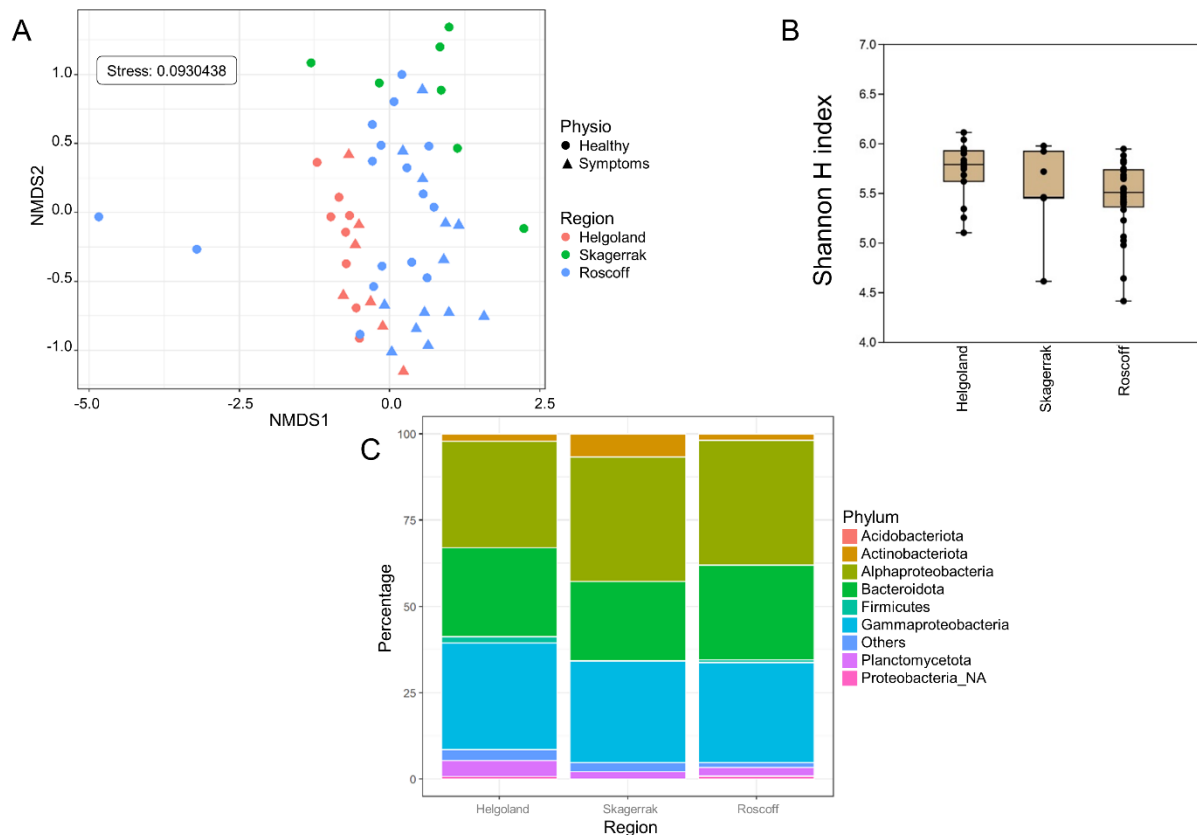 A
Stress: 0.0930438
1.0
0.5
0.0
-0.5
-1.0
NMDS2
-5.0
-2.5
0.0
2.5
NMDS1
Physio
Healthy
Symptoms
Region
Helgoland
Skagerrak
Roscoff
B
7.0
6.5
6.0
5.5
5.0
4.5
4.0
Shannon H index
Helgoland
Skagerrak
Roscoff
C
100
75
50
25
0
Percentage
Helgoland
Skagerrak
Roscoff
Region
Phylum
Acidobacteriota
Actinobacteriota
Alphaproteobacteria
Bacteroidota
Firmicutes
Gammaproteobacteria
Others
Planctomycetota
Proteobacteria_NA